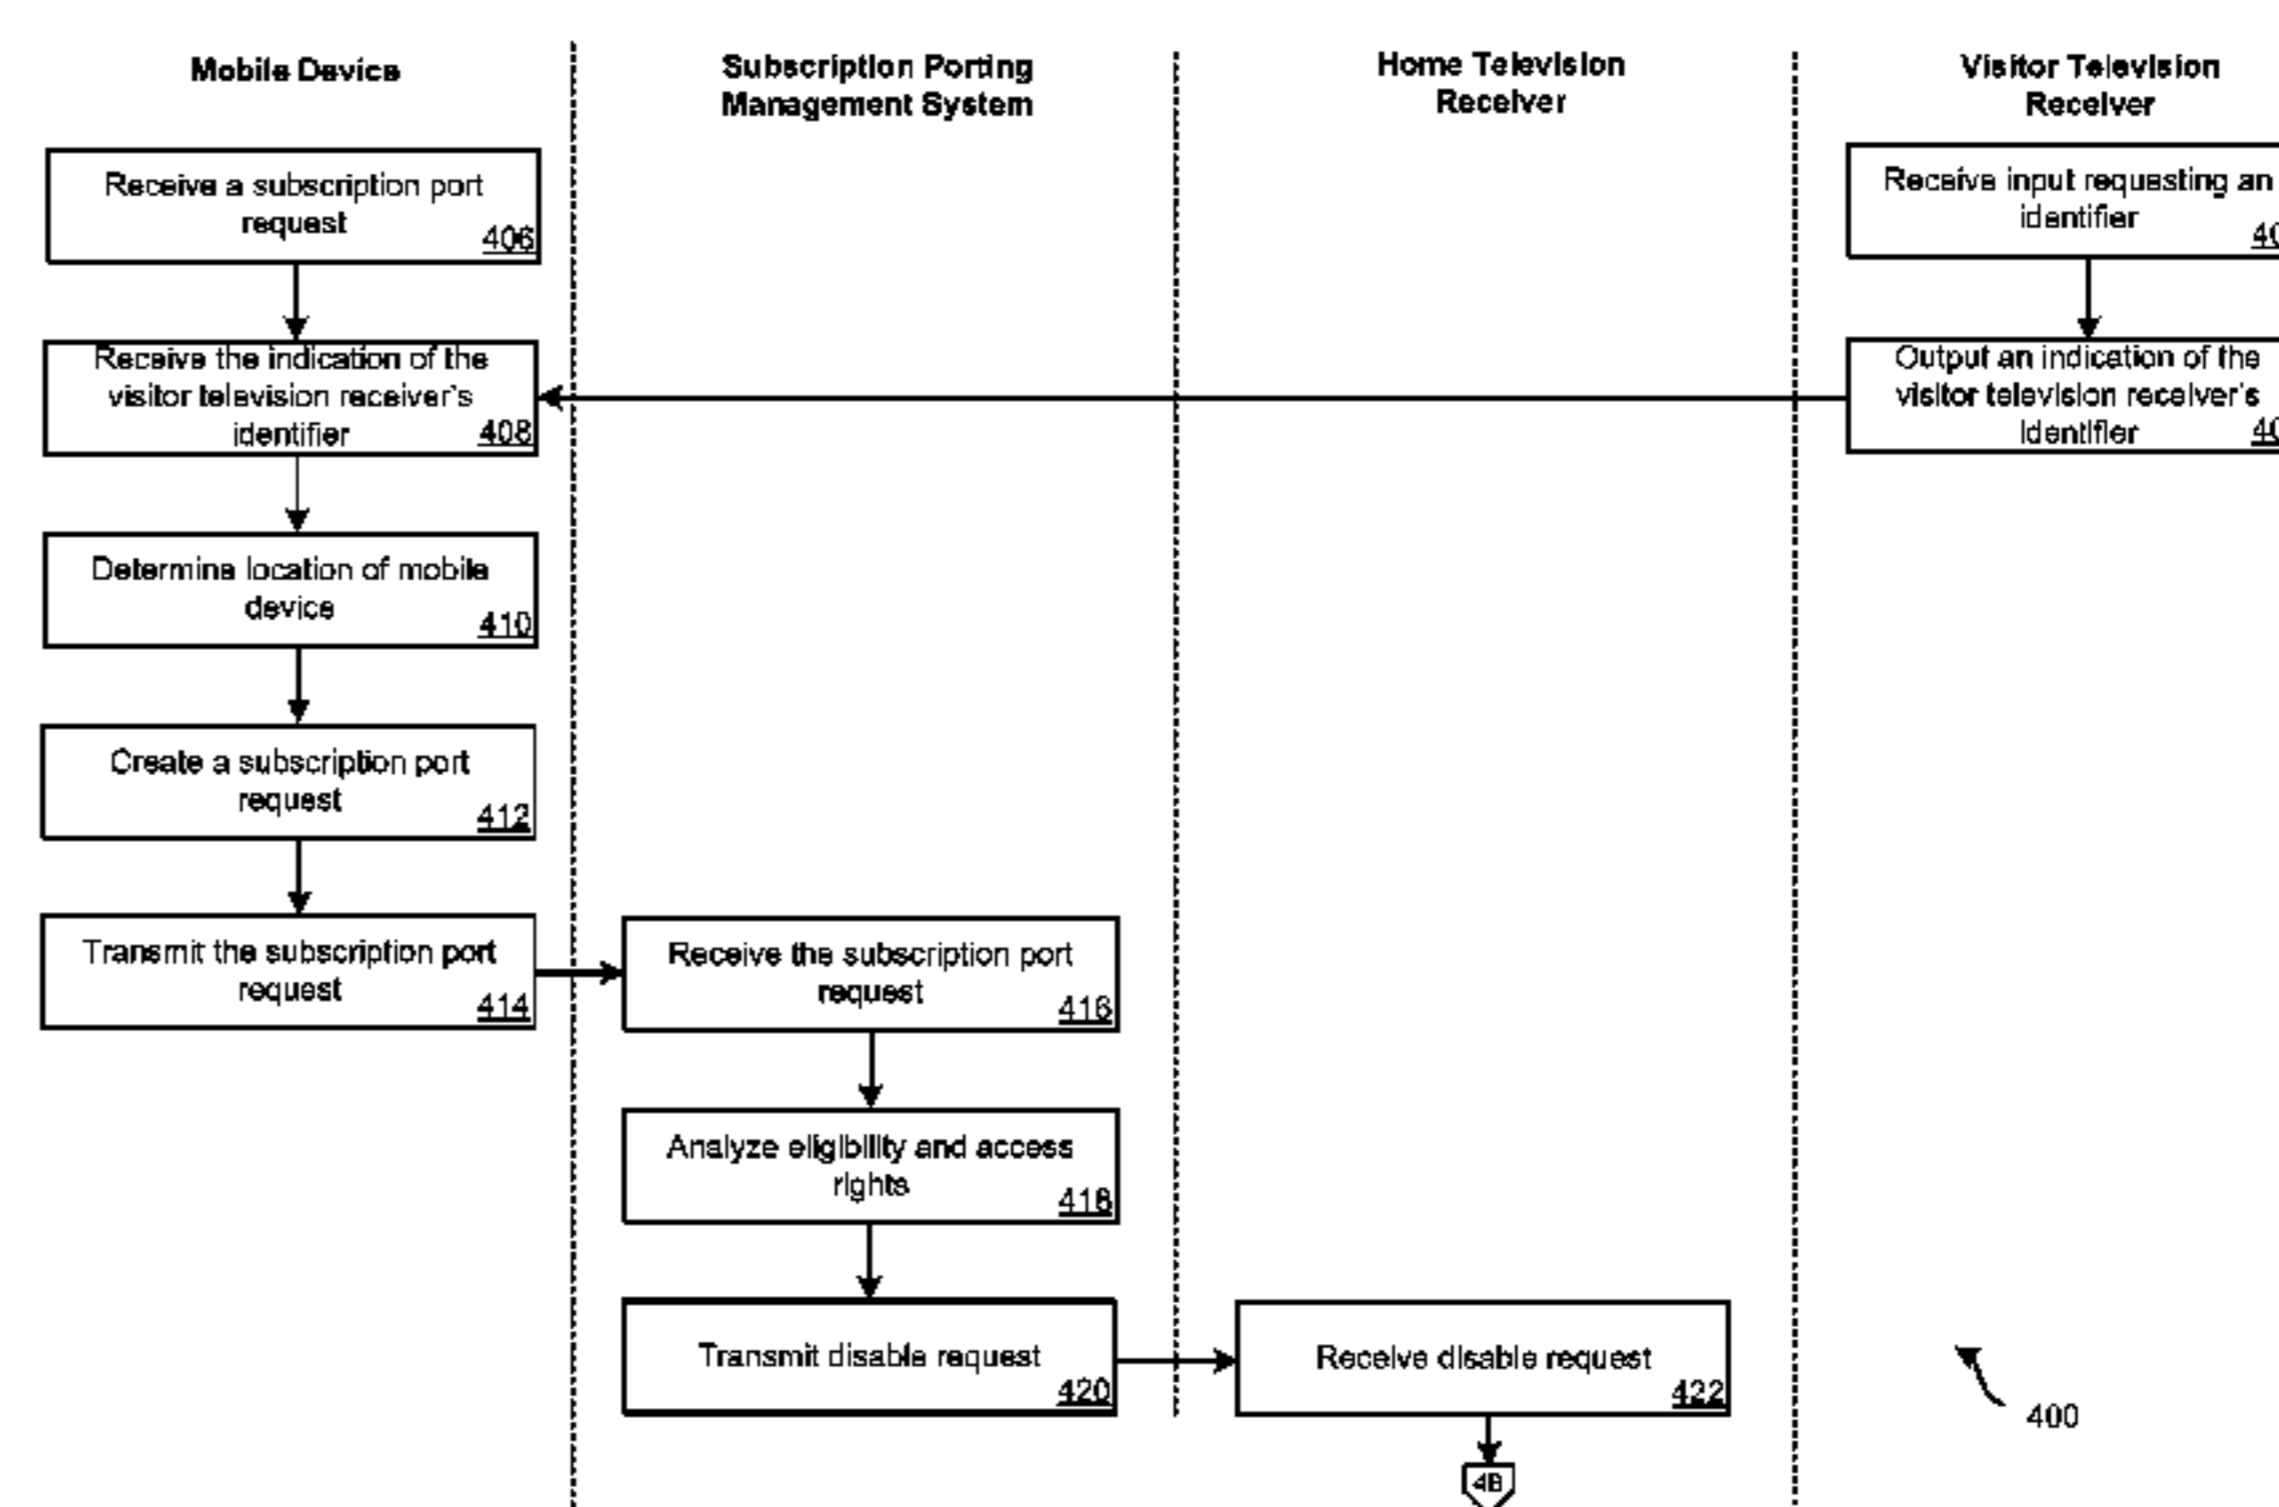 Mobile Device
Subscription Porting
Management System
Home Television
Receiver
Visitor Television
Receiver
Receive a subscription port
request
406
Receive input requesting an
identifier
Receive the indication of the
visitor television receiver's
identifier
408
Output an indication of the
visitor television receiver's
identifier
Determine location of mobile
device
410
Create a subscription port
request
412
Transmit the subscription port
request
414
Receive the subscription port
request
416
Analyze eligibility and access
rights
418
Transmit disable request
420
Receive disable request
422
400
4B